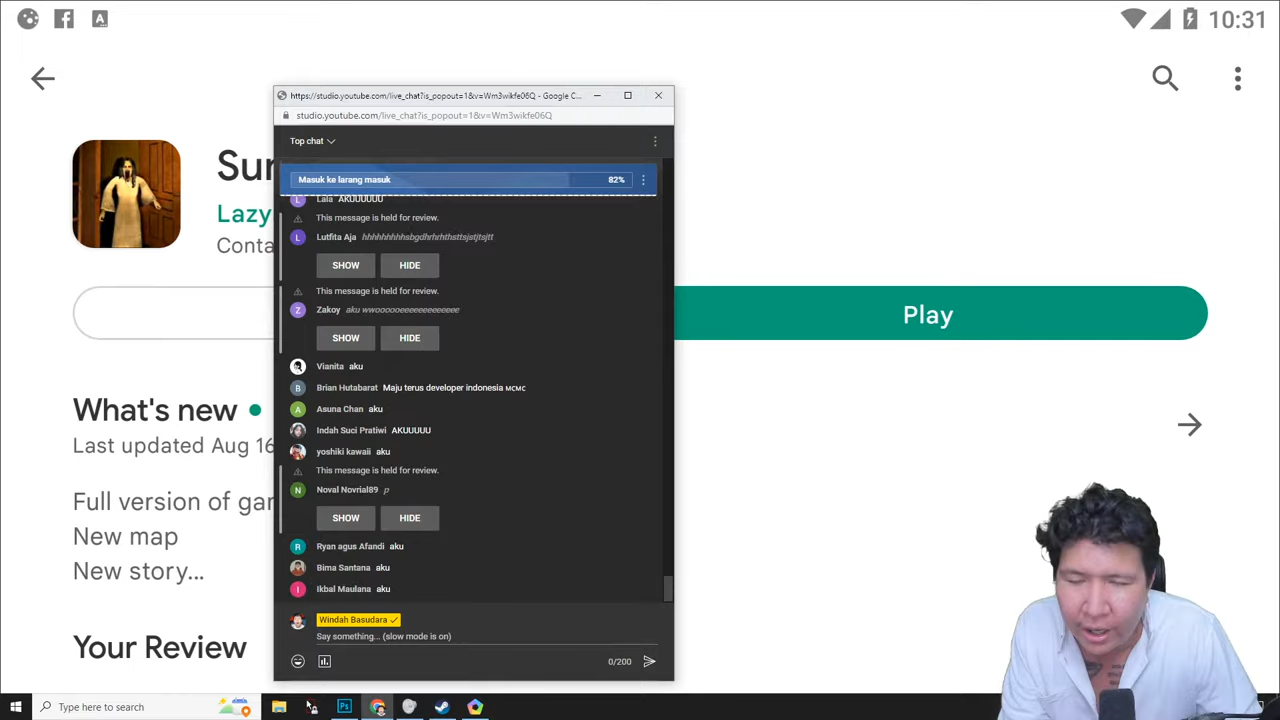 10:31
Sur
Lazy
Conta
Play
What's new
Last updated Aug 16
Full version of gar
New map
New story...
Your Review
https://studio.youtube.com/live_chat?is_popout=1&v=Wm3wikfe06Q - Google C...
studio.youtube.com/live_chat?is_popout=1&v=Wm3wikfe06Q
Top chat
Masuk ke larang masuk 82%
Lala AKUUUUUU
This message is held for review.
L Lutfita Aja hhhhhhhhhsbgdhrhrhthsttsjstjtsjtt
SHOW HIDE
This message is held for review.
Z Zakoy aku wwoooooeeeeeeeeeeeeee
SHOW HIDE
Vianita aku
B Brian Hutabarat Maju terus developer indonesia ᴍᴄᴍᴄ
A Asuna Chan aku
Indah Suci Pratiwi AKUUUUU
yoshiki kawaii aku
This message is held for review.
N Noval Novrial89 p
SHOW HIDE
R Ryan agus Afandi aku
Bima Santana aku
I Ikbal Maulana aku
Windah Basudara
Say something... (slow mode is on)
0/200
Type here to search